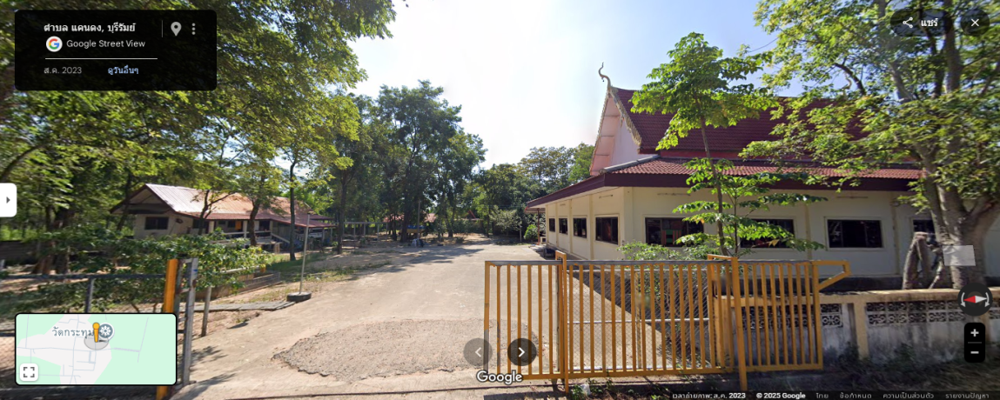 ตำบล แคนดง, บุรีรัมย์
Google Street View
ส.ค. 2023
ดูวันอื่นๆ
แชร์
วัดกระทุ่ม
Google
เวลาถ่ายภาพ: ส.ค. 2023
© 2025 Google
ไทย
ข้อกำหนด
ความเป็นส่วนตัว
รายงานปัญหา